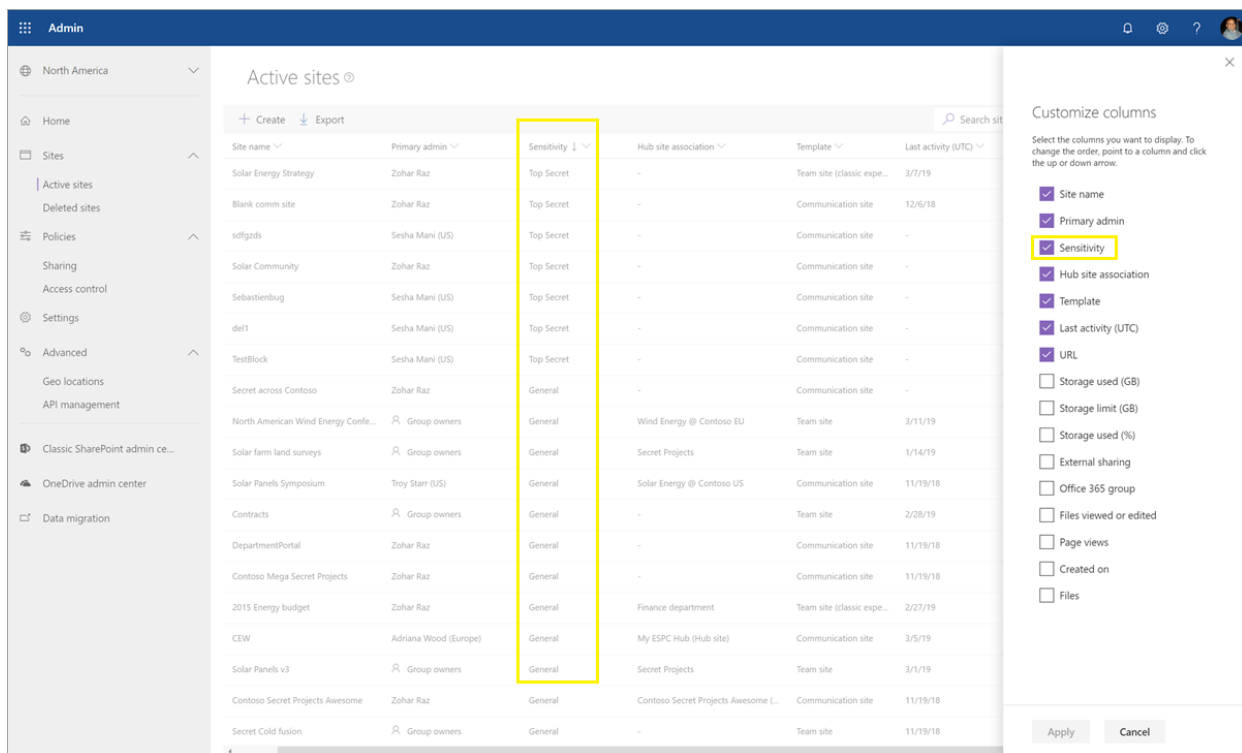 Admin
?
North America
Home
Sites
Active sites
Deleted sites
Policies
Sharing
Access control
Settings
Advanced
Geo locations
API management
Classic SharePoint admin ce...
OneDrive admin center
Data migration
Active sites ?
+ Create Export Search sit
Site name Primary admin Sensitivity ↓ Hub site association Template Last activity (UTC)
Solar Energy Strategy Zohar Raz Top Secret - Team site (classic expe... 3/7/19
Blank comm site Zohar Raz Top Secret - Communication site 12/6/18
sdfgzds Sesha Mani (US) Top Secret - Communication site -
Solar Community Zohar Raz Top Secret - Communication site -
Sebastienbug Sesha Mani (US) Top Secret - Communication site -
del1 Sesha Mani (US) Top Secret - Communication site -
TestBlock Sesha Mani (US) Top Secret - Communication site -
Secret across Contoso Zohar Raz General - Communication site -
North American Wind Energy Confe... Group owners General Wind Energy @ Contoso EU Team site 3/11/19
Solar farm land surveys Group owners General Secret Projects Team site 1/14/19
Solar Panels Symposium Troy Starr (US) General Solar Energy @ Contoso US Communication site 11/19/18
Contracts Group owners General - Team site 2/28/19
DepartmentPortal Zohar Raz General - Communication site 11/19/18
Contoso Mega Secret Projects Zohar Raz General - Communication site 11/19/18
2015 Energy budget Zohar Raz General Finance department Team site (classic expe... 2/27/19
CEW Adriana Wood (Europe) General My ESPC Hub (Hub site) Communication site 3/5/19
Solar Panels v3 Group owners General Secret Projects Team site 3/1/19
Contoso Secret Projects Awesome Zohar Raz General Contoso Secret Projects Awesome (... Communication site 11/19/18
Secret Cold fusion Group owners General - Team site 11/19/18
Customize columns
Select the columns you want to display. To
change the order, point to a column and click
the up or down arrow.
Site name
Primary admin
Sensitivity
Hub site association
Template
Last activity (UTC)
URL
Storage used (GB)
Storage limit (GB)
Storage used (%)
External sharing
Office 365 group
Files viewed or edited
Page views
Created on
Files
Apply Cancel